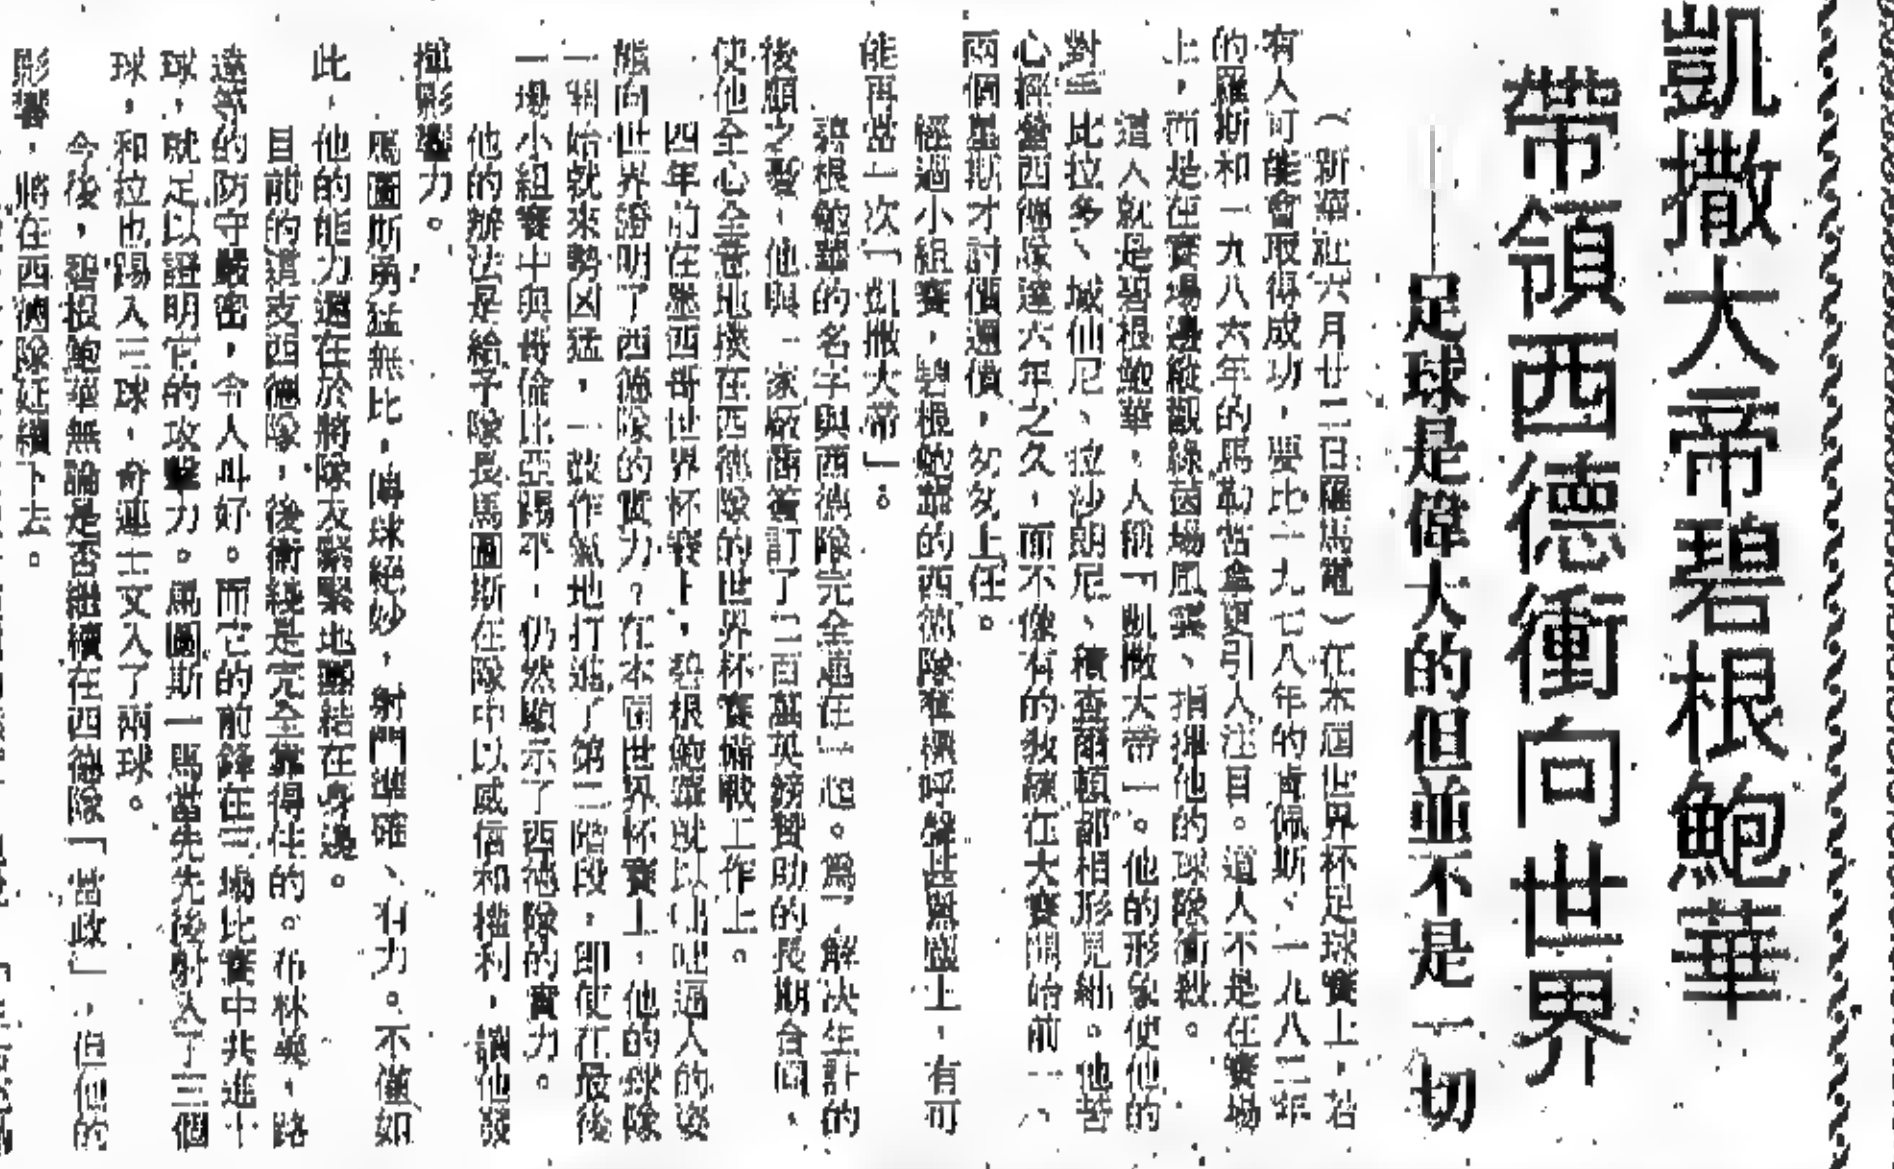 凱撒大帝碧根鮑華
帶領西德衝向世界
——足球是偉大的但並不是一切
（新華社六月廿三日羅馬電）在本屆世界杯足球賽上，若
有人可能會取得成功，要比一九七八年的肯佩斯、一九八二年
的羅斯和一九八六年的馬勒當拿更引人注目。這人不是在賽場
上，而是在賽場邊縱觀綠茵場風雲、指揮他的球隊衝殺。
這人就是碧根鮑華，人稱「凱撒大帝」。他的形象使他的
對手比拉多、域仙尼、拉沙朗尼、積查爾頓都相形見絀。他苦
心經營西德隊達六年之久，而不像有的教練在大賽開始前一、
兩個星期才討價還價，匆匆上任。
經過小組賽，碧根鮑華的西德隊奪標呼聲甚囂塵上，有可
能再當一次「凱撒大帝」。
碧根鮑華的名字與西德隊完全連在一起。為了解決生計的
後顧之憂，他與一家廠商簽訂了二百萬英鎊贊助的長期合同，
使他全心全意地撲在西德隊的世界杯賽備戰工作上。
四年前在墨西哥世界杯賽上，碧根鮑華就以咄咄逼人的姿
態向世界證明了西德隊的實力。在本屆世界杯賽上，他的球隊
一開始就來勢凶猛，一鼓作氣地打進了第二階段，即使在最後
一場小組賽中與哥倫比亞踢平，仍然顯示了西德隊的實力。
他的辦法是給予隊長馬圖斯在隊中以威信和權利，讓他發
揮影響力。
馬圖斯勇猛無比，傳球絕妙，射門準確、有力。不僅如
此，他的能力還在於將隊友緊緊地團結在身邊。
目前的這支西德隊，後衛線是完全靠得住的。布林美，路
達等的防守嚴密，令人叫好。而它的前鋒在三場比賽中共進十
球，就足以證明它的攻擊力。馬圖斯一馬當先先後射入了三個
球，和拉也踢入三球，奇連士文入了兩球。
今後，碧根鮑華無論是否繼續在西德隊「當政」，但他的
影響，將在西德隊延續下去。